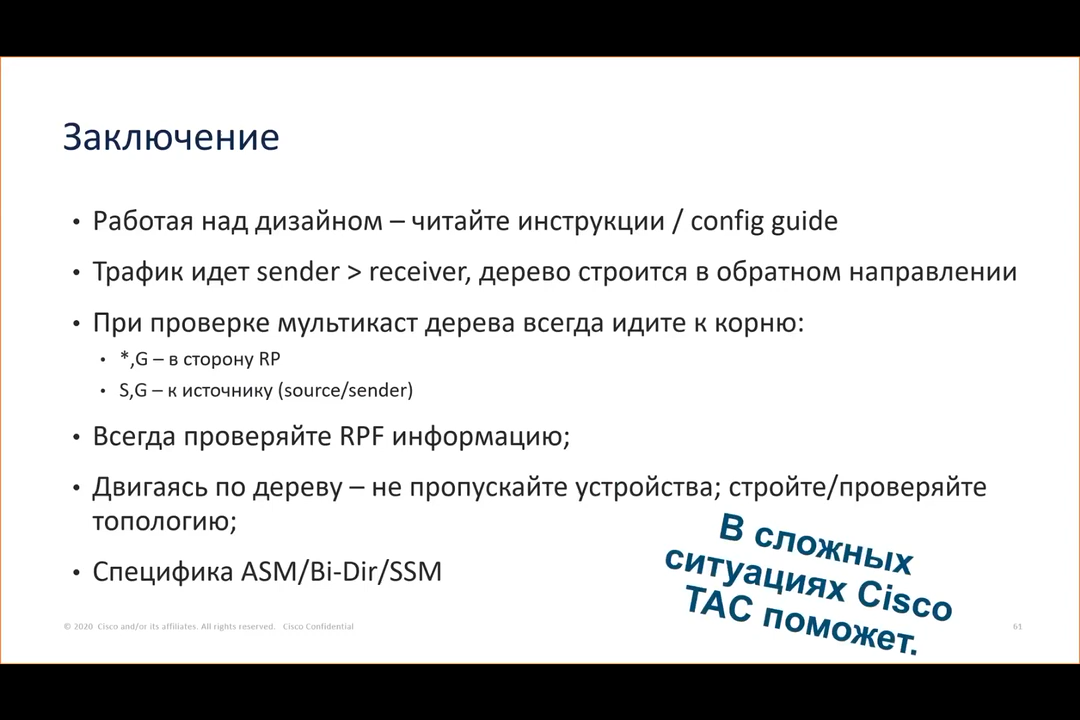 Заключение
• Работая над дизайном – читайте инструкции / config guide
• Трафик идет sender > receiver, дерево строится в обратном направлении
• При проверке мультикаст дерева всегда идите к корню:
• *,G – в сторону RP
• S,G – к источнику (source/sender)
• Всегда проверяйте RPF информацию;
• Двигаясь по дереву – не пропускайте устройства; стройте/проверяйте
топологию;
• Специфика ASM/Bi-Dir/SSM
В сложных
ситуациях Cisco
TAC поможет.
© 2020 Cisco and/or its affiliates. All rights reserved. Cisco Confidential
61